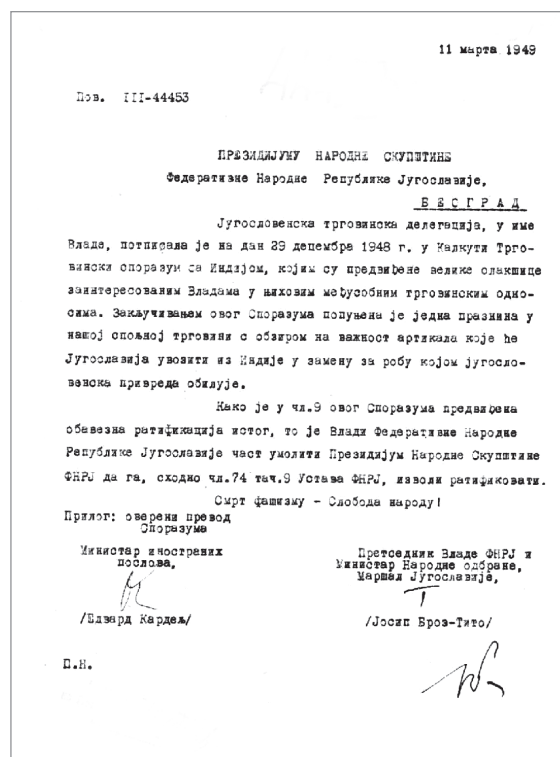 11 марта 1949
Пов. III-44453
ПРЕЗИДИЈУМУ НАРОДНЕ СКУПШТИНЕ
Федеративне Народне Републике Југославије,
БЕОГРАД
Југословенска трговинска делегација, у име
Владе, потписала је на дан 29 децембра 1948 г. у Калкути Трго-
вински споразум са Индијом, којим су предвиђене велике олакшице
заинтересованим Владама у њиховим међусобним трговинским одно-
сима. Закључивањем овог Споразума попуњена је једна празнина у
нашој спољној трговини с обзиром на важност артикала које ће
Југославија увозити из Индије у замену за робу којом југосло-
венска привреда обилује.
Како је у чл.9 овог Споразума предвиђена
обавезна ратификација истог, то је Влади Федеративне Народне
Републике Југославије част умолити Президијум Народне Скупштине
ФНРЈ да га, сходно чл.74 тач.9 Устава ФНРЈ, изволи ратификовати.
Смрт фашизму - Слобода народу!
Прилог: оверени превод
Споразума
Министар иностраних
послова,
/Едвард Кардељ/
Претседник Владе ФНРЈ и
Министар Народне одбране,
Маршал Југославије,
/Јосип Броз-Тито/
П.Н.